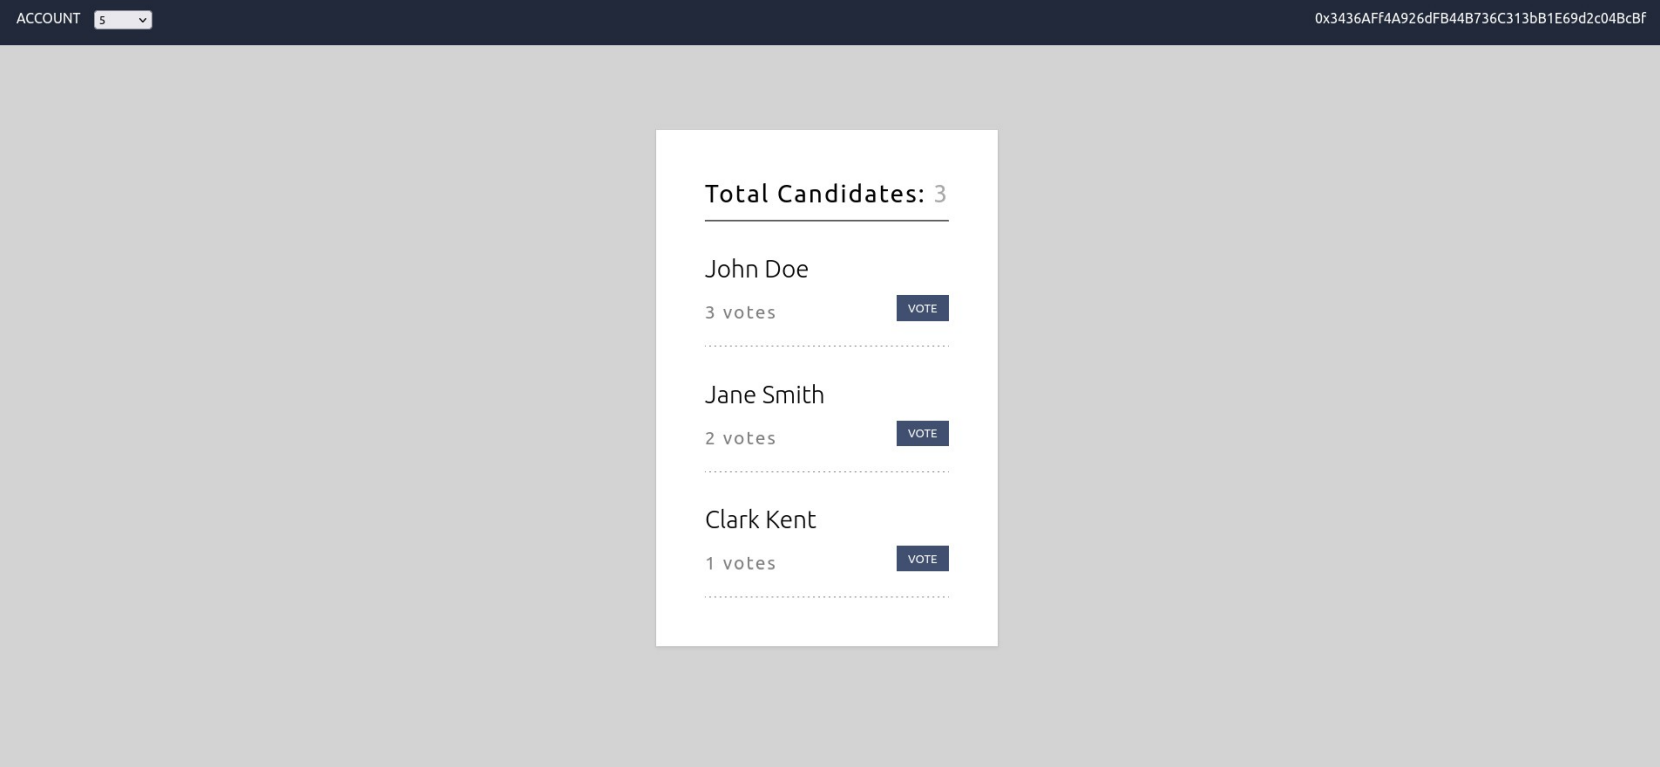 ACCOUNT 5 0x3436AFf4A926dFB44B736C313bB1E69d2c04BcBf
Total Candidates: 3
John Doe
3 votes VOTE
Jane Smith
2 votes VOTE
Clark Kent
1 votes VOTE